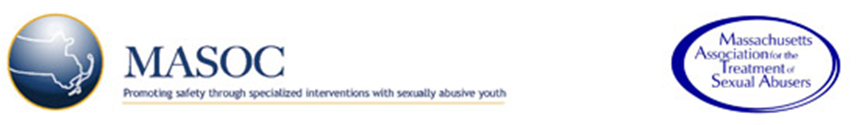 MASOC
Promoting safety through specialized interventions with sexually abusive youth
Massachusetts
Association for the
Treatment of
Sexual Abusers